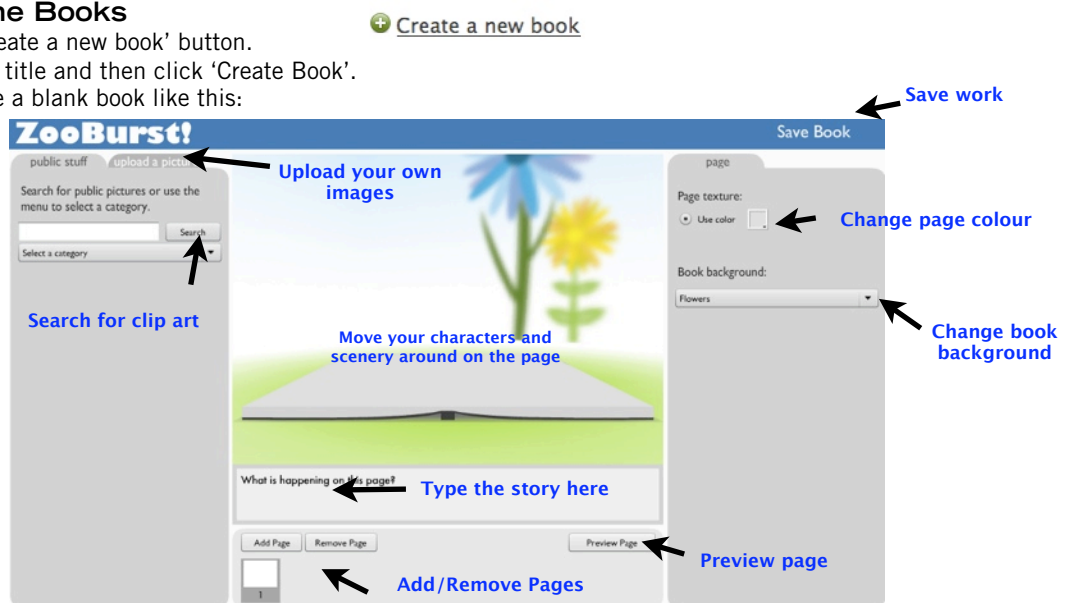 ne Books
Create a new book
eate a new book’ button.
title and then click ‘Create Book’.
e a blank book like this:
Save work
ZooBurst!
Save Book
public stuff
upload a pictur
page
Upload your own
images
Search for public pictures or use the
menu to select a category.
Search
Select a category
Search for clip art
Page texture:
Use color
Change page colour
Book background:
Flowers
Change book
background
Move your characters and
scenery around on the page
What is happening on this page?
Type the story here
Add Page
Remove Page
Preview Page
Preview page
1
Add/Remove Pages